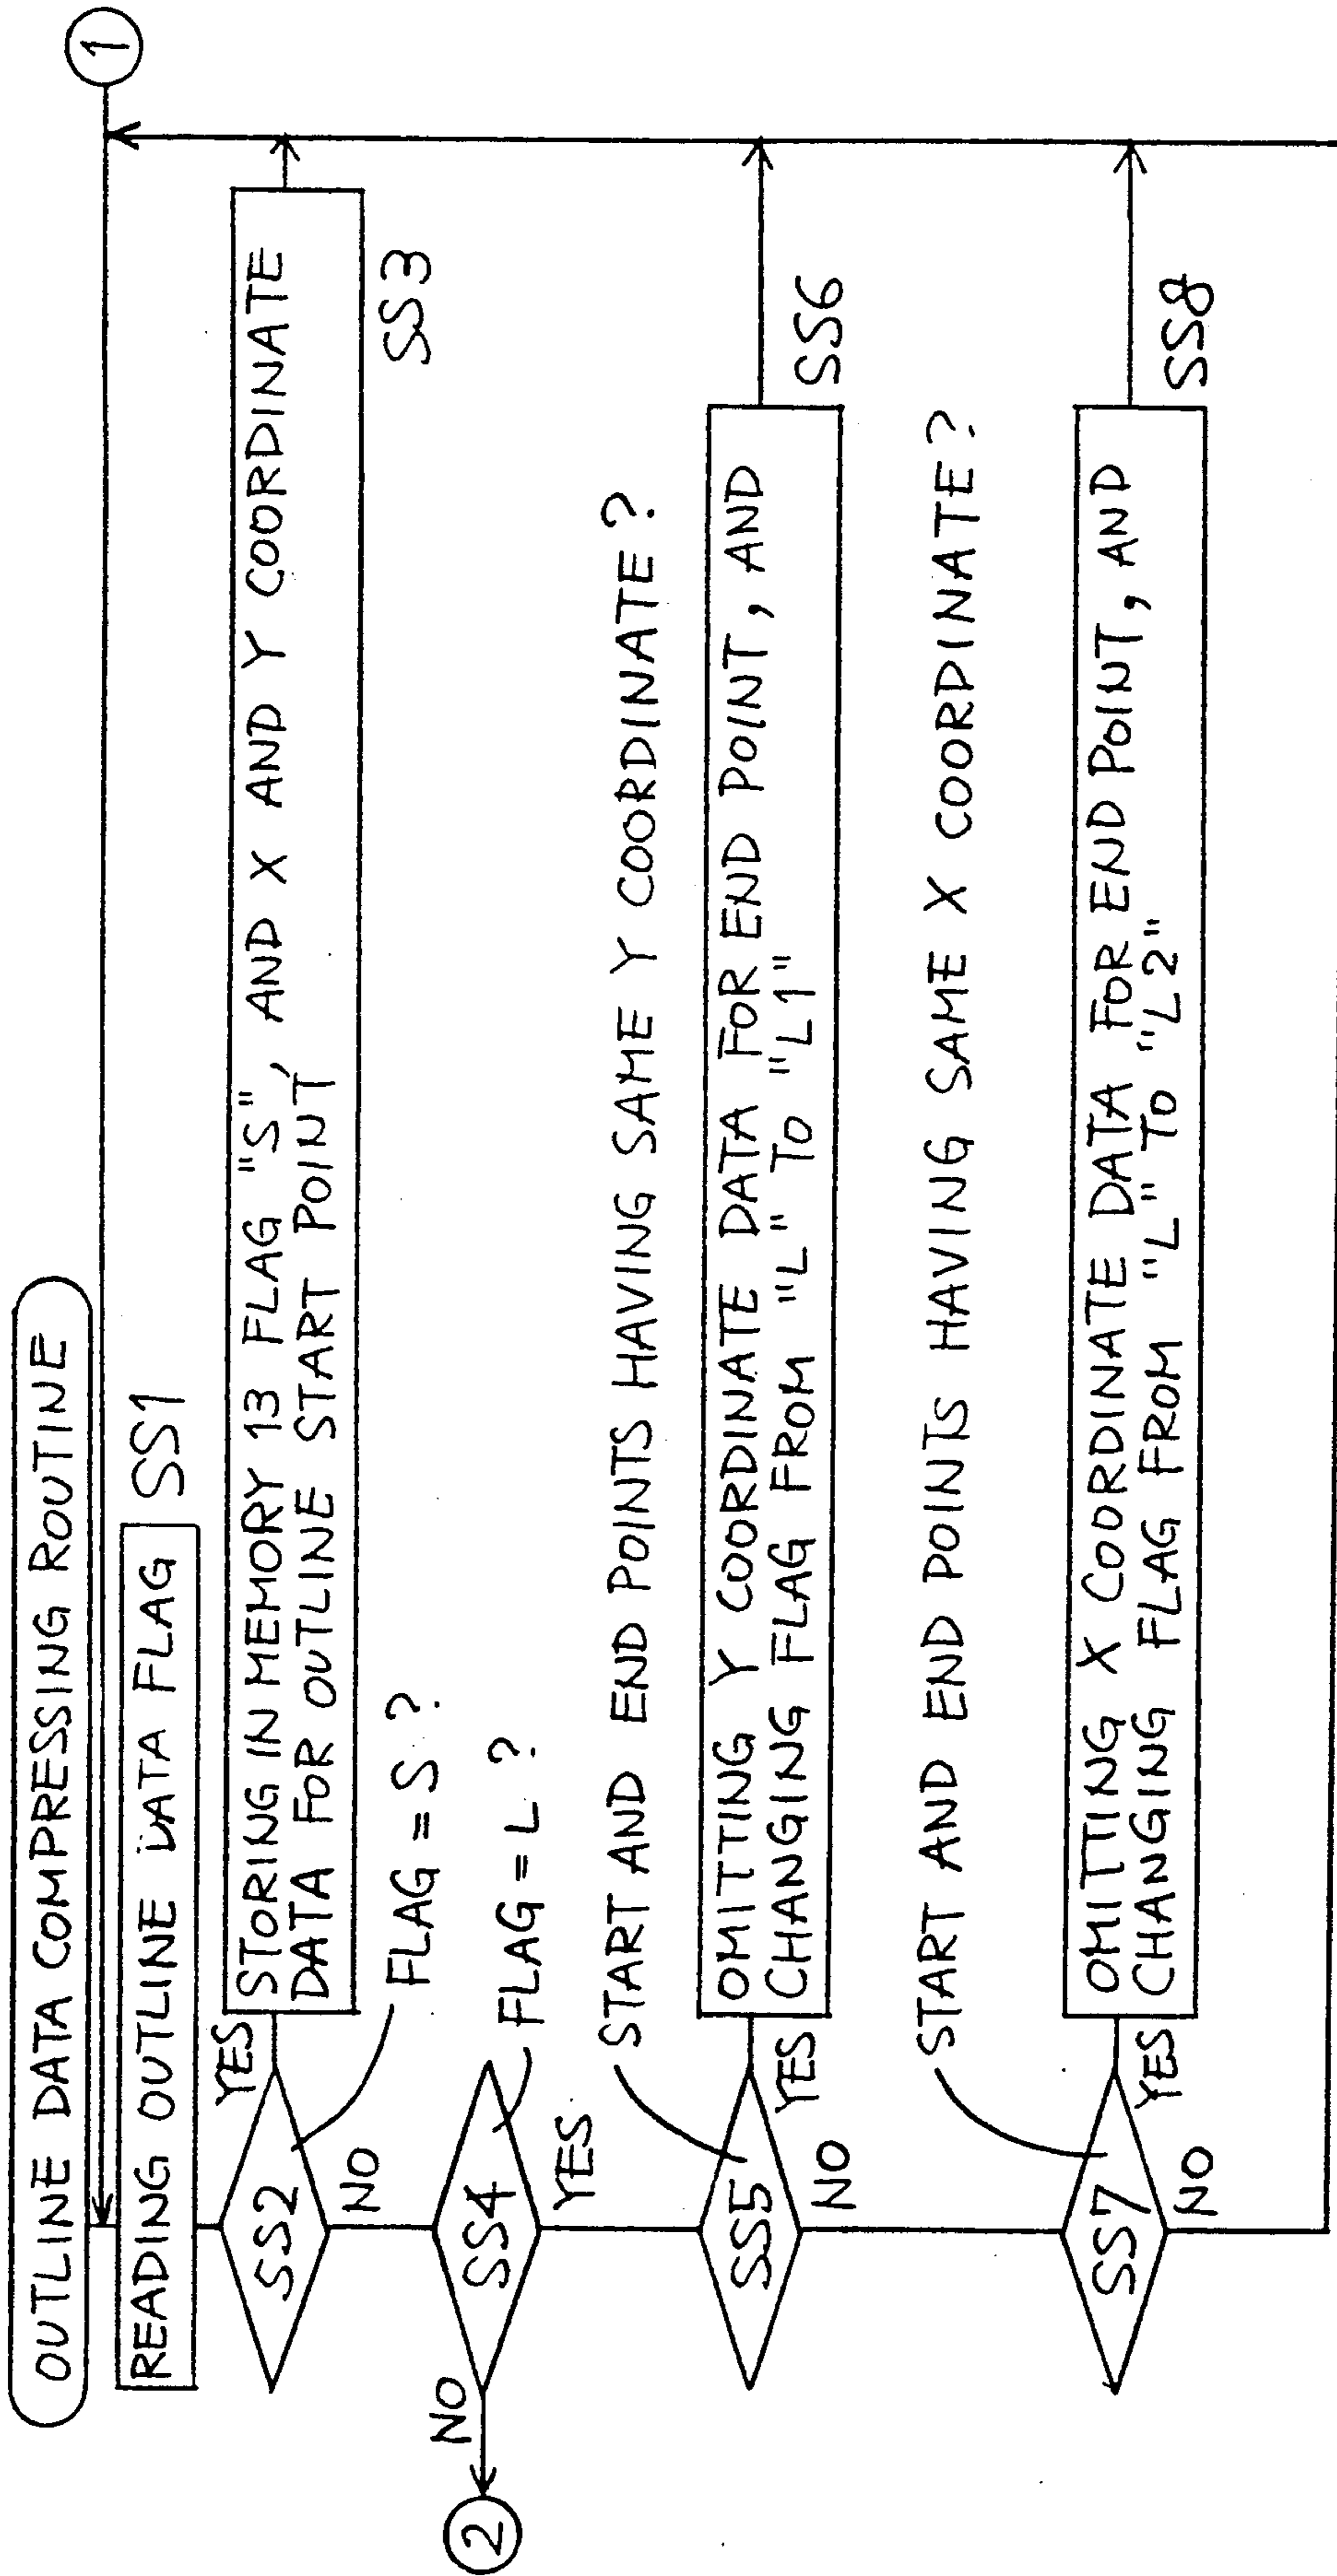 OUTLINE DATA COMPRESSING ROUTINE
1
READING OUTLINE DATA FLAG
SS1
SS2
YES
NO
STORING IN MEMORY 13 FLAG "S", AND X AND Y COORDINATE
DATA FOR OUTLINE START POINT
SS3
FLAG = S ?
SS4
FLAG = L ?
NO
2
YES
START AND END POINTS HAVING SAME Y COORDINATE ?
SS5
YES
NO
OMITTING Y COORDINATE DATA FOR END POINT, AND
CHANGING FLAG FROM "L" TO "L1"
SS6
START AND END POINTS HAVING SAME X COORDINATE ?
SS7
YES
NO
OMITTING X COORDINATE DATA FOR END POINT, AND
CHANGING FLAG FROM "L" TO "L2"
SS8